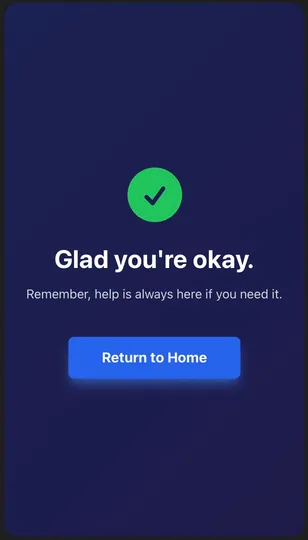 Glad you're okay.
Remember, help is always here if you need it.
Return to Home